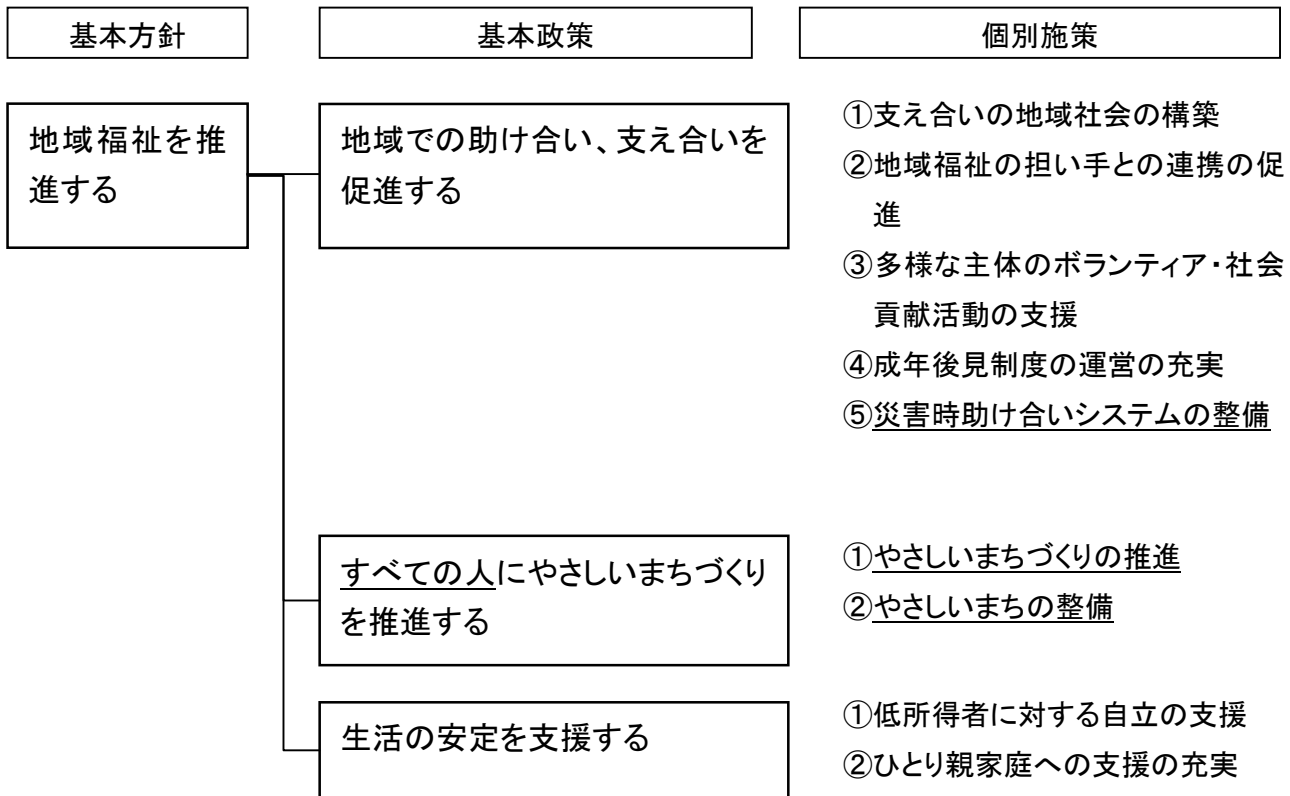 基本方針
基本政策
個別施策
地域福祉を推
進する
地域での助け合い、支え合いを
促進する
①支え合いの地域社会の構築
②地域福祉の担い手との連携の促
進
③多様な主体のボランティア・社会
貢献活動の支援
④成年後見制度の運営の充実
⑤災害時助け合いシステムの整備
すべての人にやさしいまちづくり
を推進する
①やさしいまちづくりの推進
②やさしいまちの整備
生活の安定を支援する
①低所得者に対する自立の支援
②ひとり親家庭への支援の充実